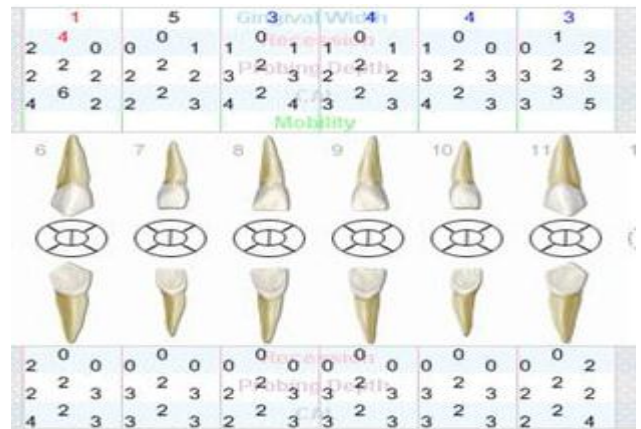 Gingival Width
1 5 3 4 4 3
Recession
2 4 0 0 0 1 1 0 1 1 0 1 1 0 0 0 1 2
Probing Depth
2 2 2 2 2 2 3 2 3 2 2 2 3 2 3 3 2 3
CAL
4 6 2 2 2 3 4 2 4 3 2 3 4 2 3 3 3 5
Mobility
6 7 8 9 10 11
Recession
2 0 0 0 0 0 0 0 0 0 0 0 0 0 0 0 0 2
Probing Depth
2 2 3 3 2 3 2 2 3 3 2 3 3 2 3 2 2 2
CAL
4 2 3 3 2 3 2 2 3 3 2 3 3 2 3 2 2 4